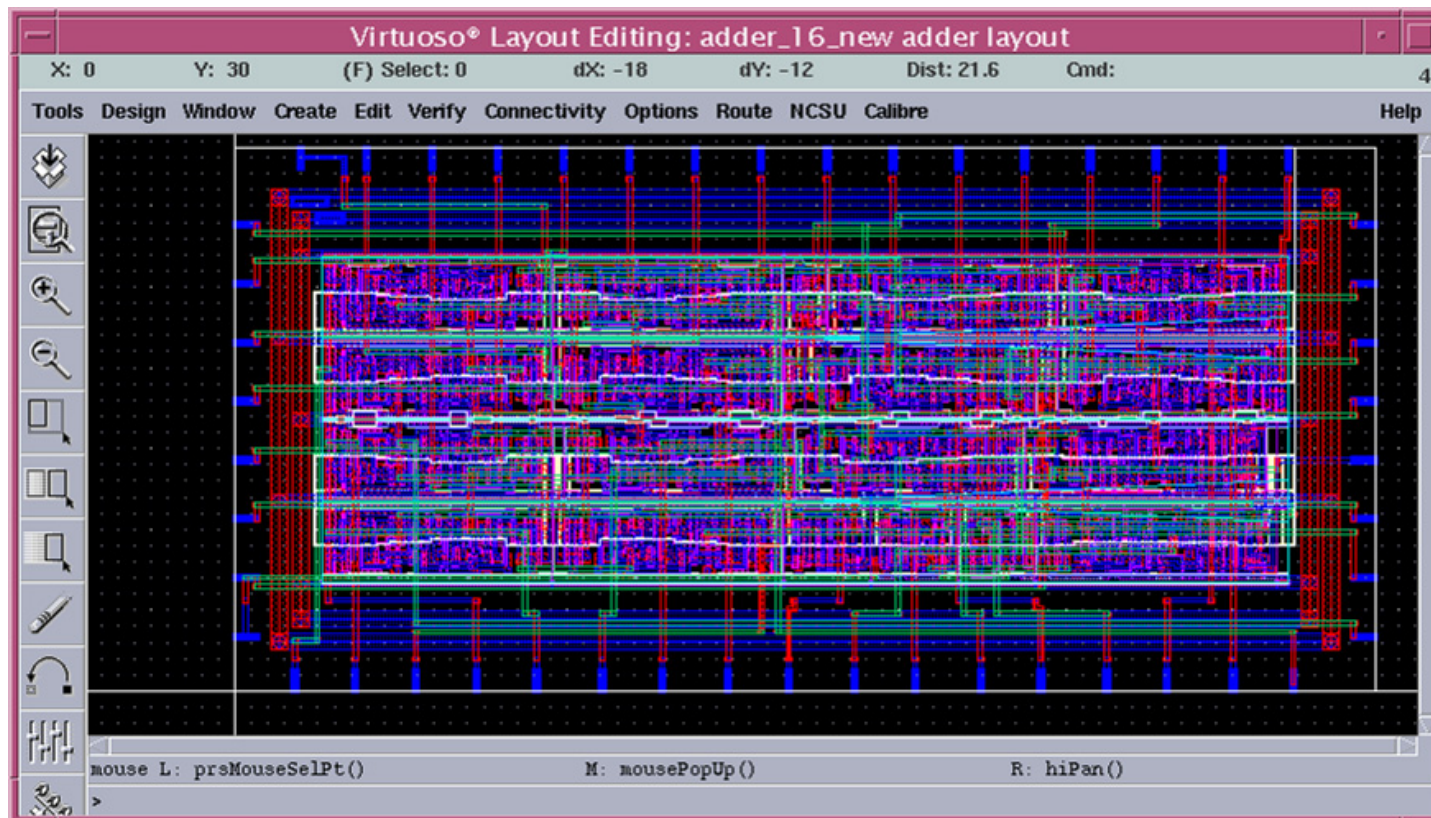 Virtuoso® Layout Editing: adder_16_new adder layout
X: 0 Y: 30 (F) Select: 0 dX: -18 dY: -12 Dist: 21.6 Cmd: 4
Tools Design Window Create Edit Verify Connectivity Options Route NCSU Calibre Help
mouse L: prsMouseSelPt() M: mousePopUp() R: hiPan()
>